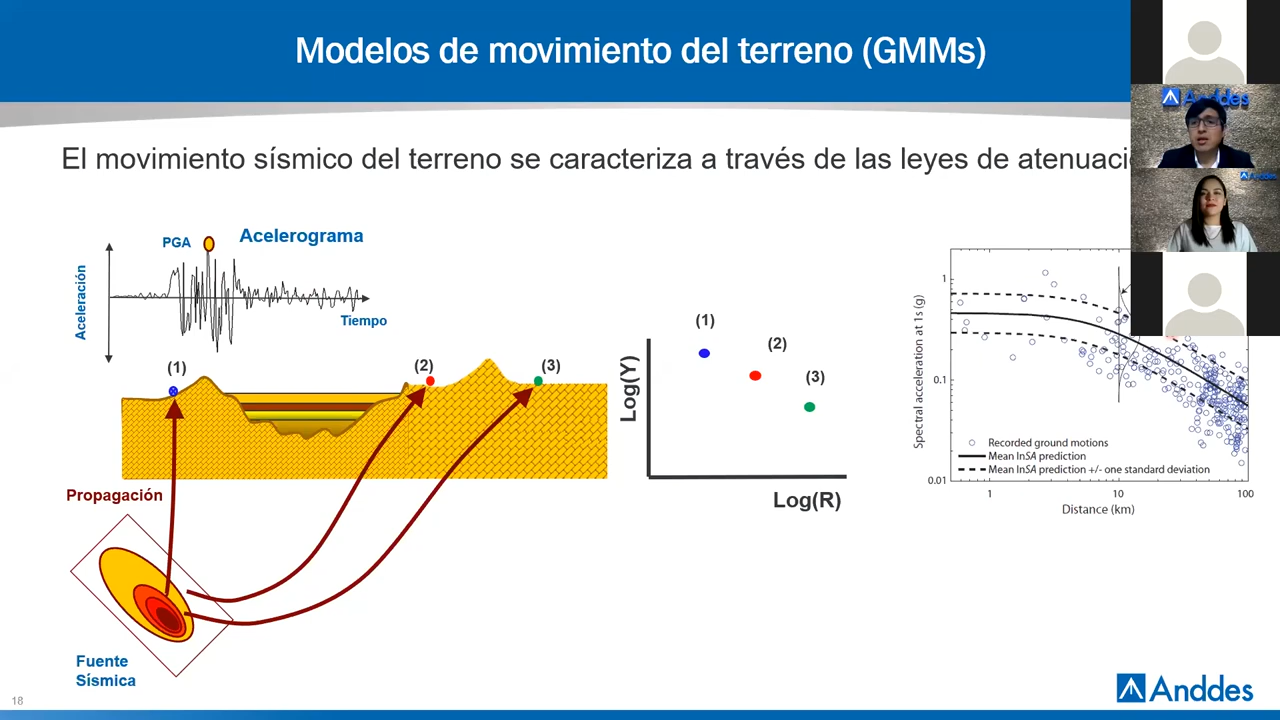 Modelos de movimiento del terreno (GMMs)
Anddes
El movimiento sísmico del terreno se caracteriza a través de las leyes de
Anddes
PGA
Acelerograma
Aceleración
Tiempo
(1)
(2)
(3)
Propagación
Fuente
Sísmica
(1)
(2)
(3)
Log(Y)
Log(R)
Spectral acceleration at 1s (g)
1
0.1
0.01
Recorded ground motions
Mean lnSA prediction
Mean lnSA prediction +/- one standard deviation
1
10
100
Distance (km)
18
Anddes